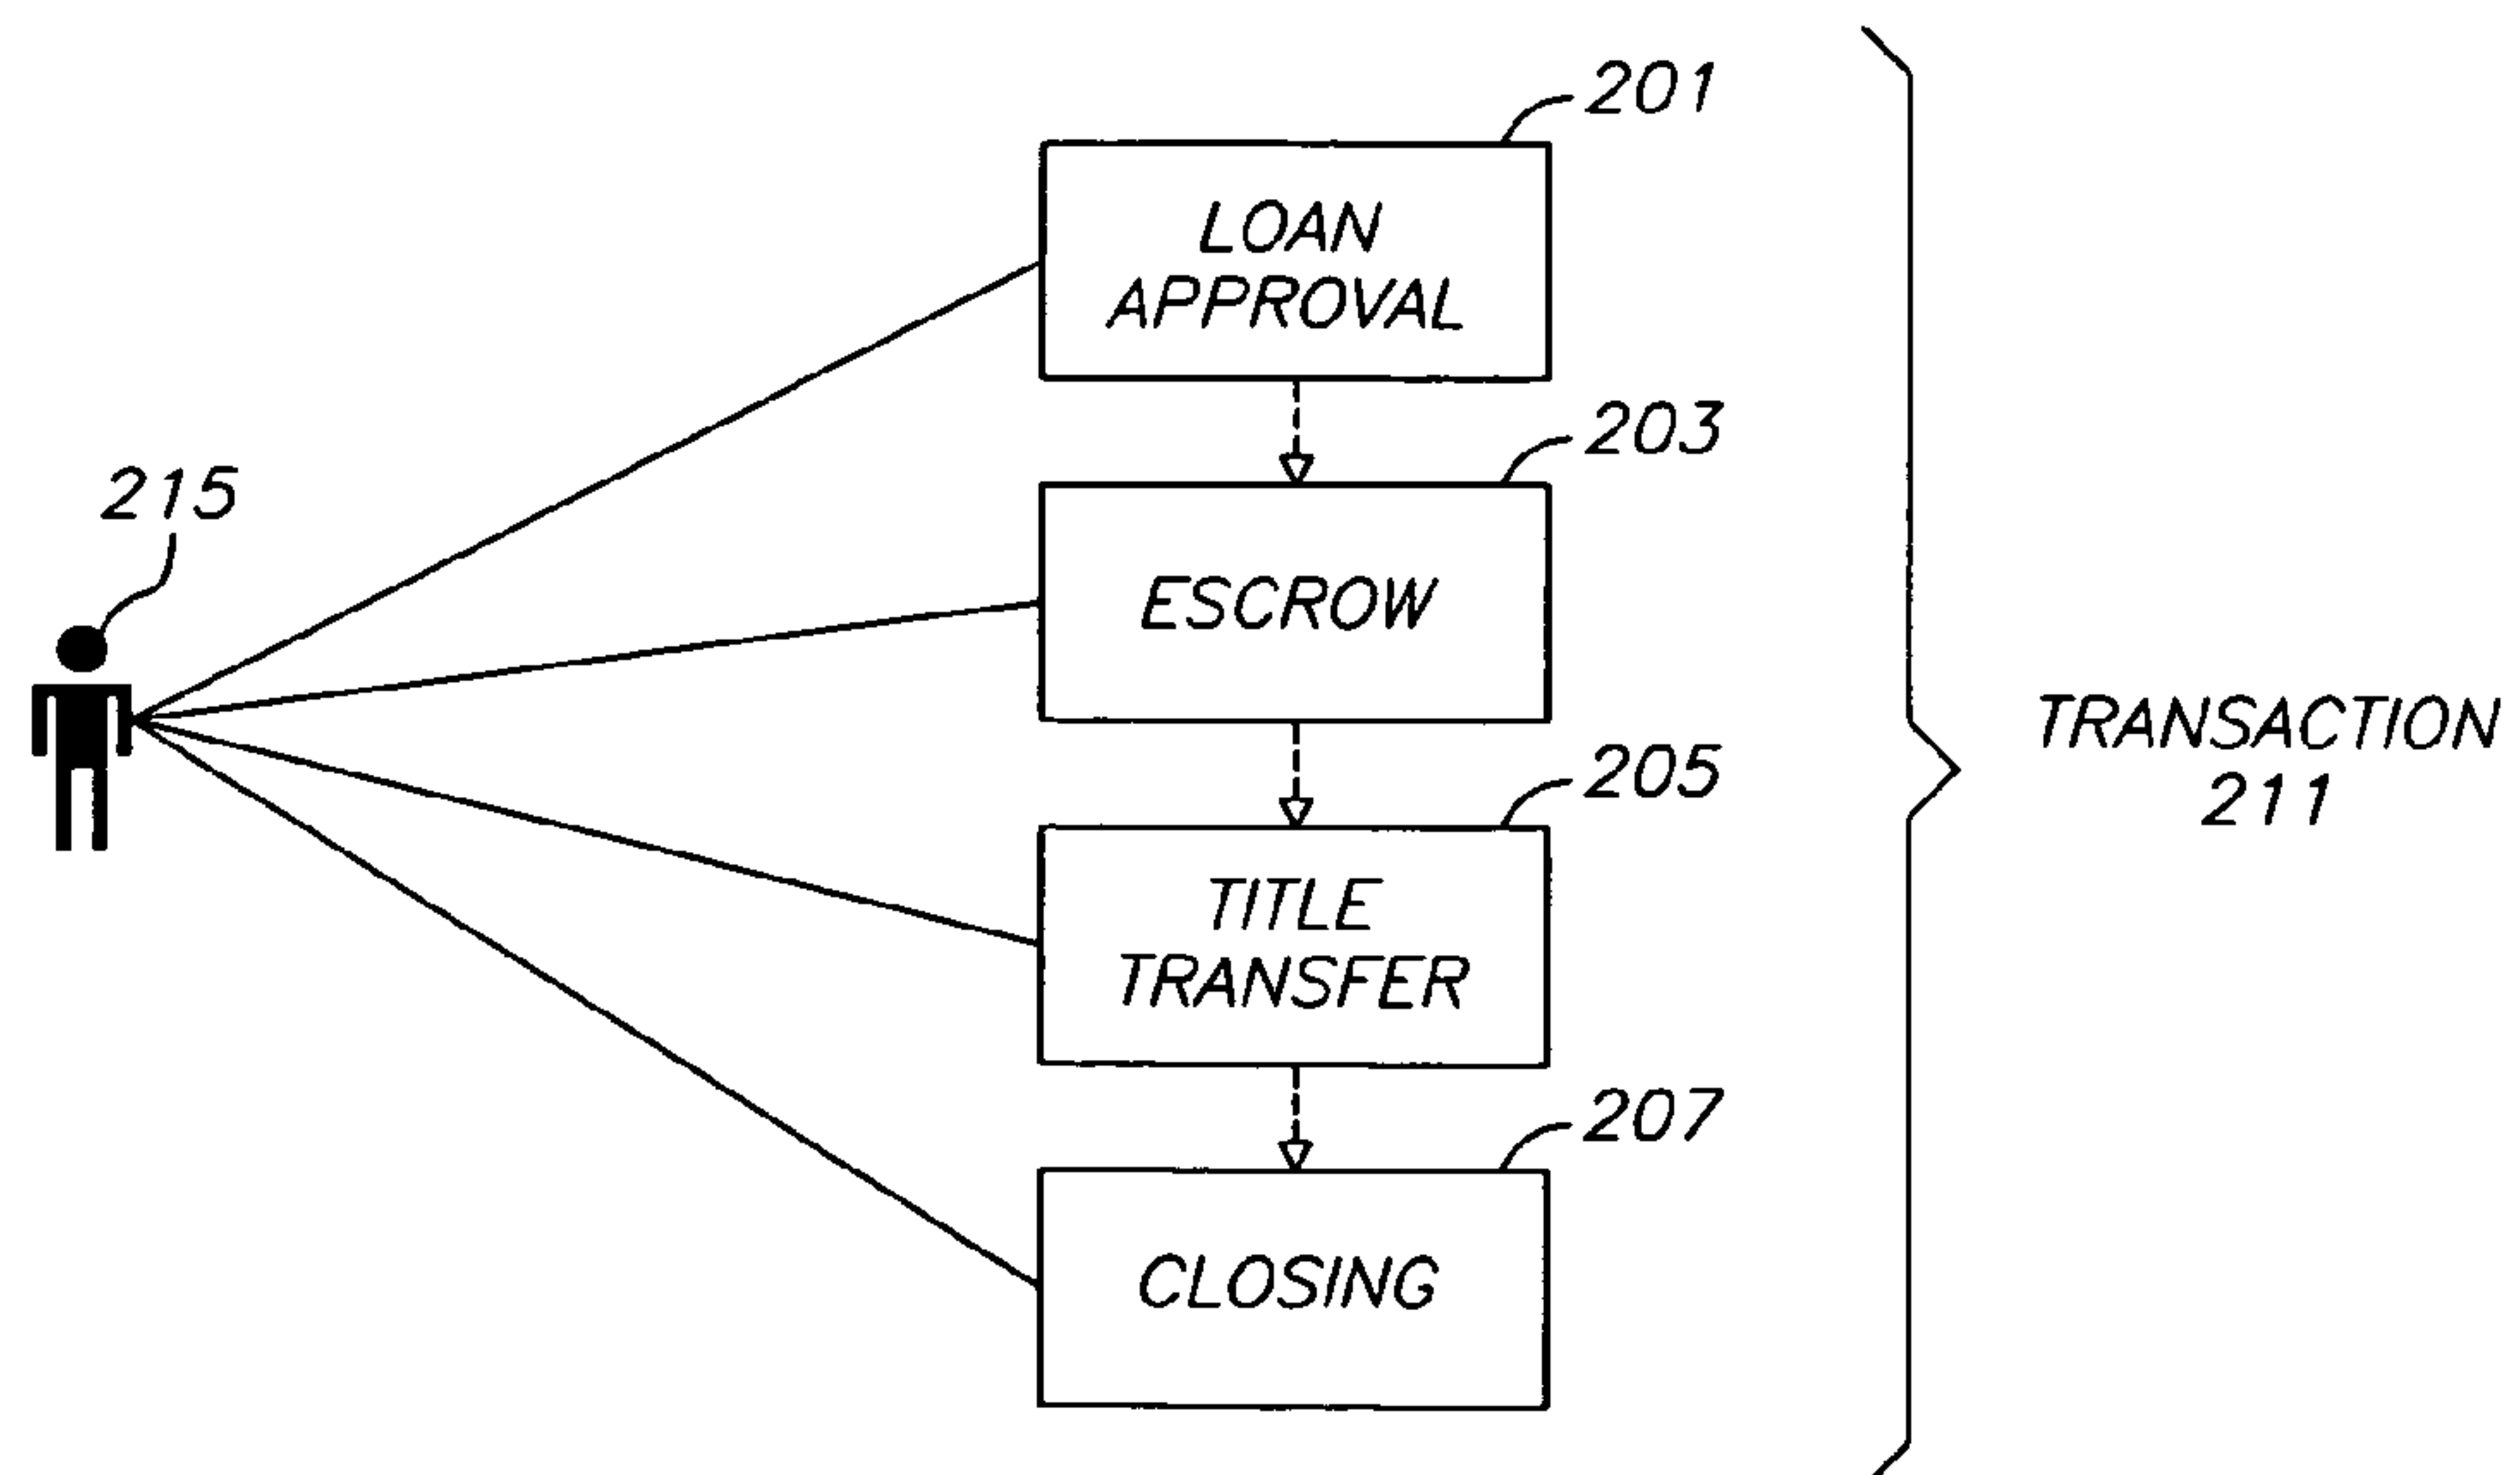 201
LOAN
APPROVAL
203
215
ESCROW
TRANSACTION
211
205
TITLE
TRANSFER
207
CLOSING